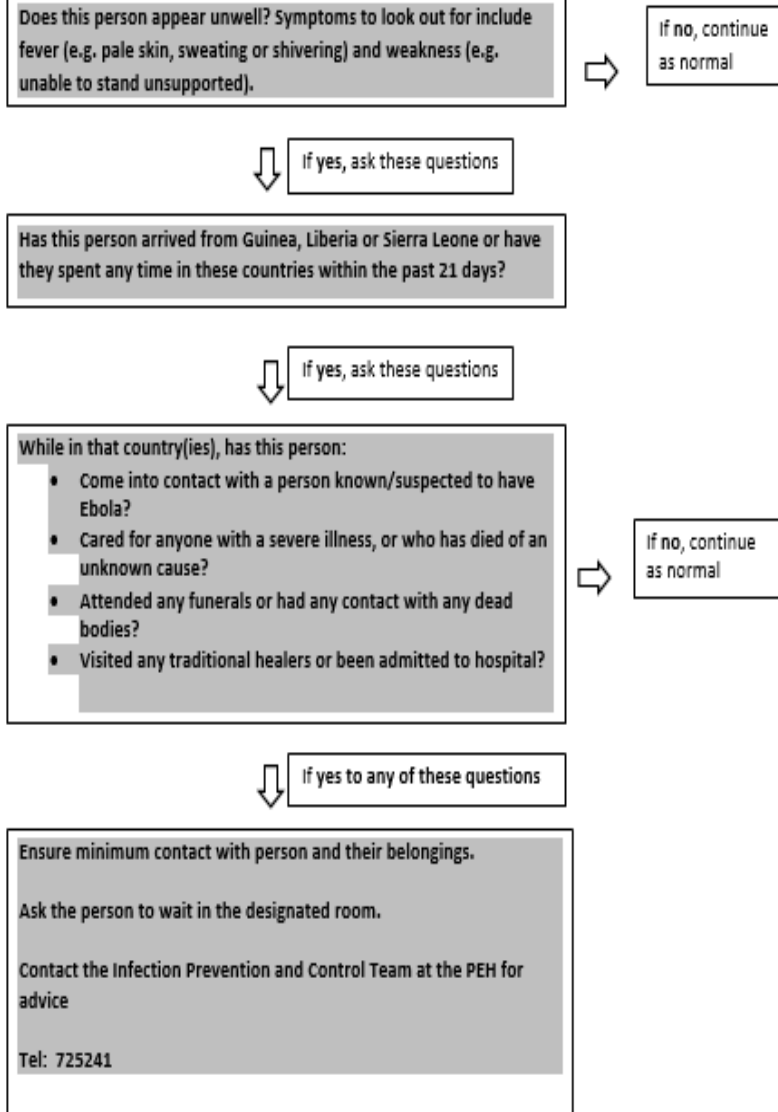 Does this person appear unwell? Symptoms to look out for include
fever (e.g. pale skin, sweating or shivering) and weakness (e.g.
unable to stand unsupported).
If no, continue
as normal
If yes, ask these questions
Has this person arrived from Guinea, Liberia or Sierra Leone or have
they spent any time in these countries within the past 21 days?
If yes, ask these questions
While in that country(ies), has this person:
• Come into contact with a person known/suspected to have
Ebola?
• Cared for anyone with a severe illness, or who has died of an
unknown cause?
• Attended any funerals or had any contact with any dead
bodies?
• Visited any traditional healers or been admitted to hospital?
If no, continue
as normal
If yes to any of these questions
Ensure minimum contact with person and their belongings.
Ask the person to wait in the designated room.
Contact the Infection Prevention and Control Team at the PEH for
advice
Tel: 725241